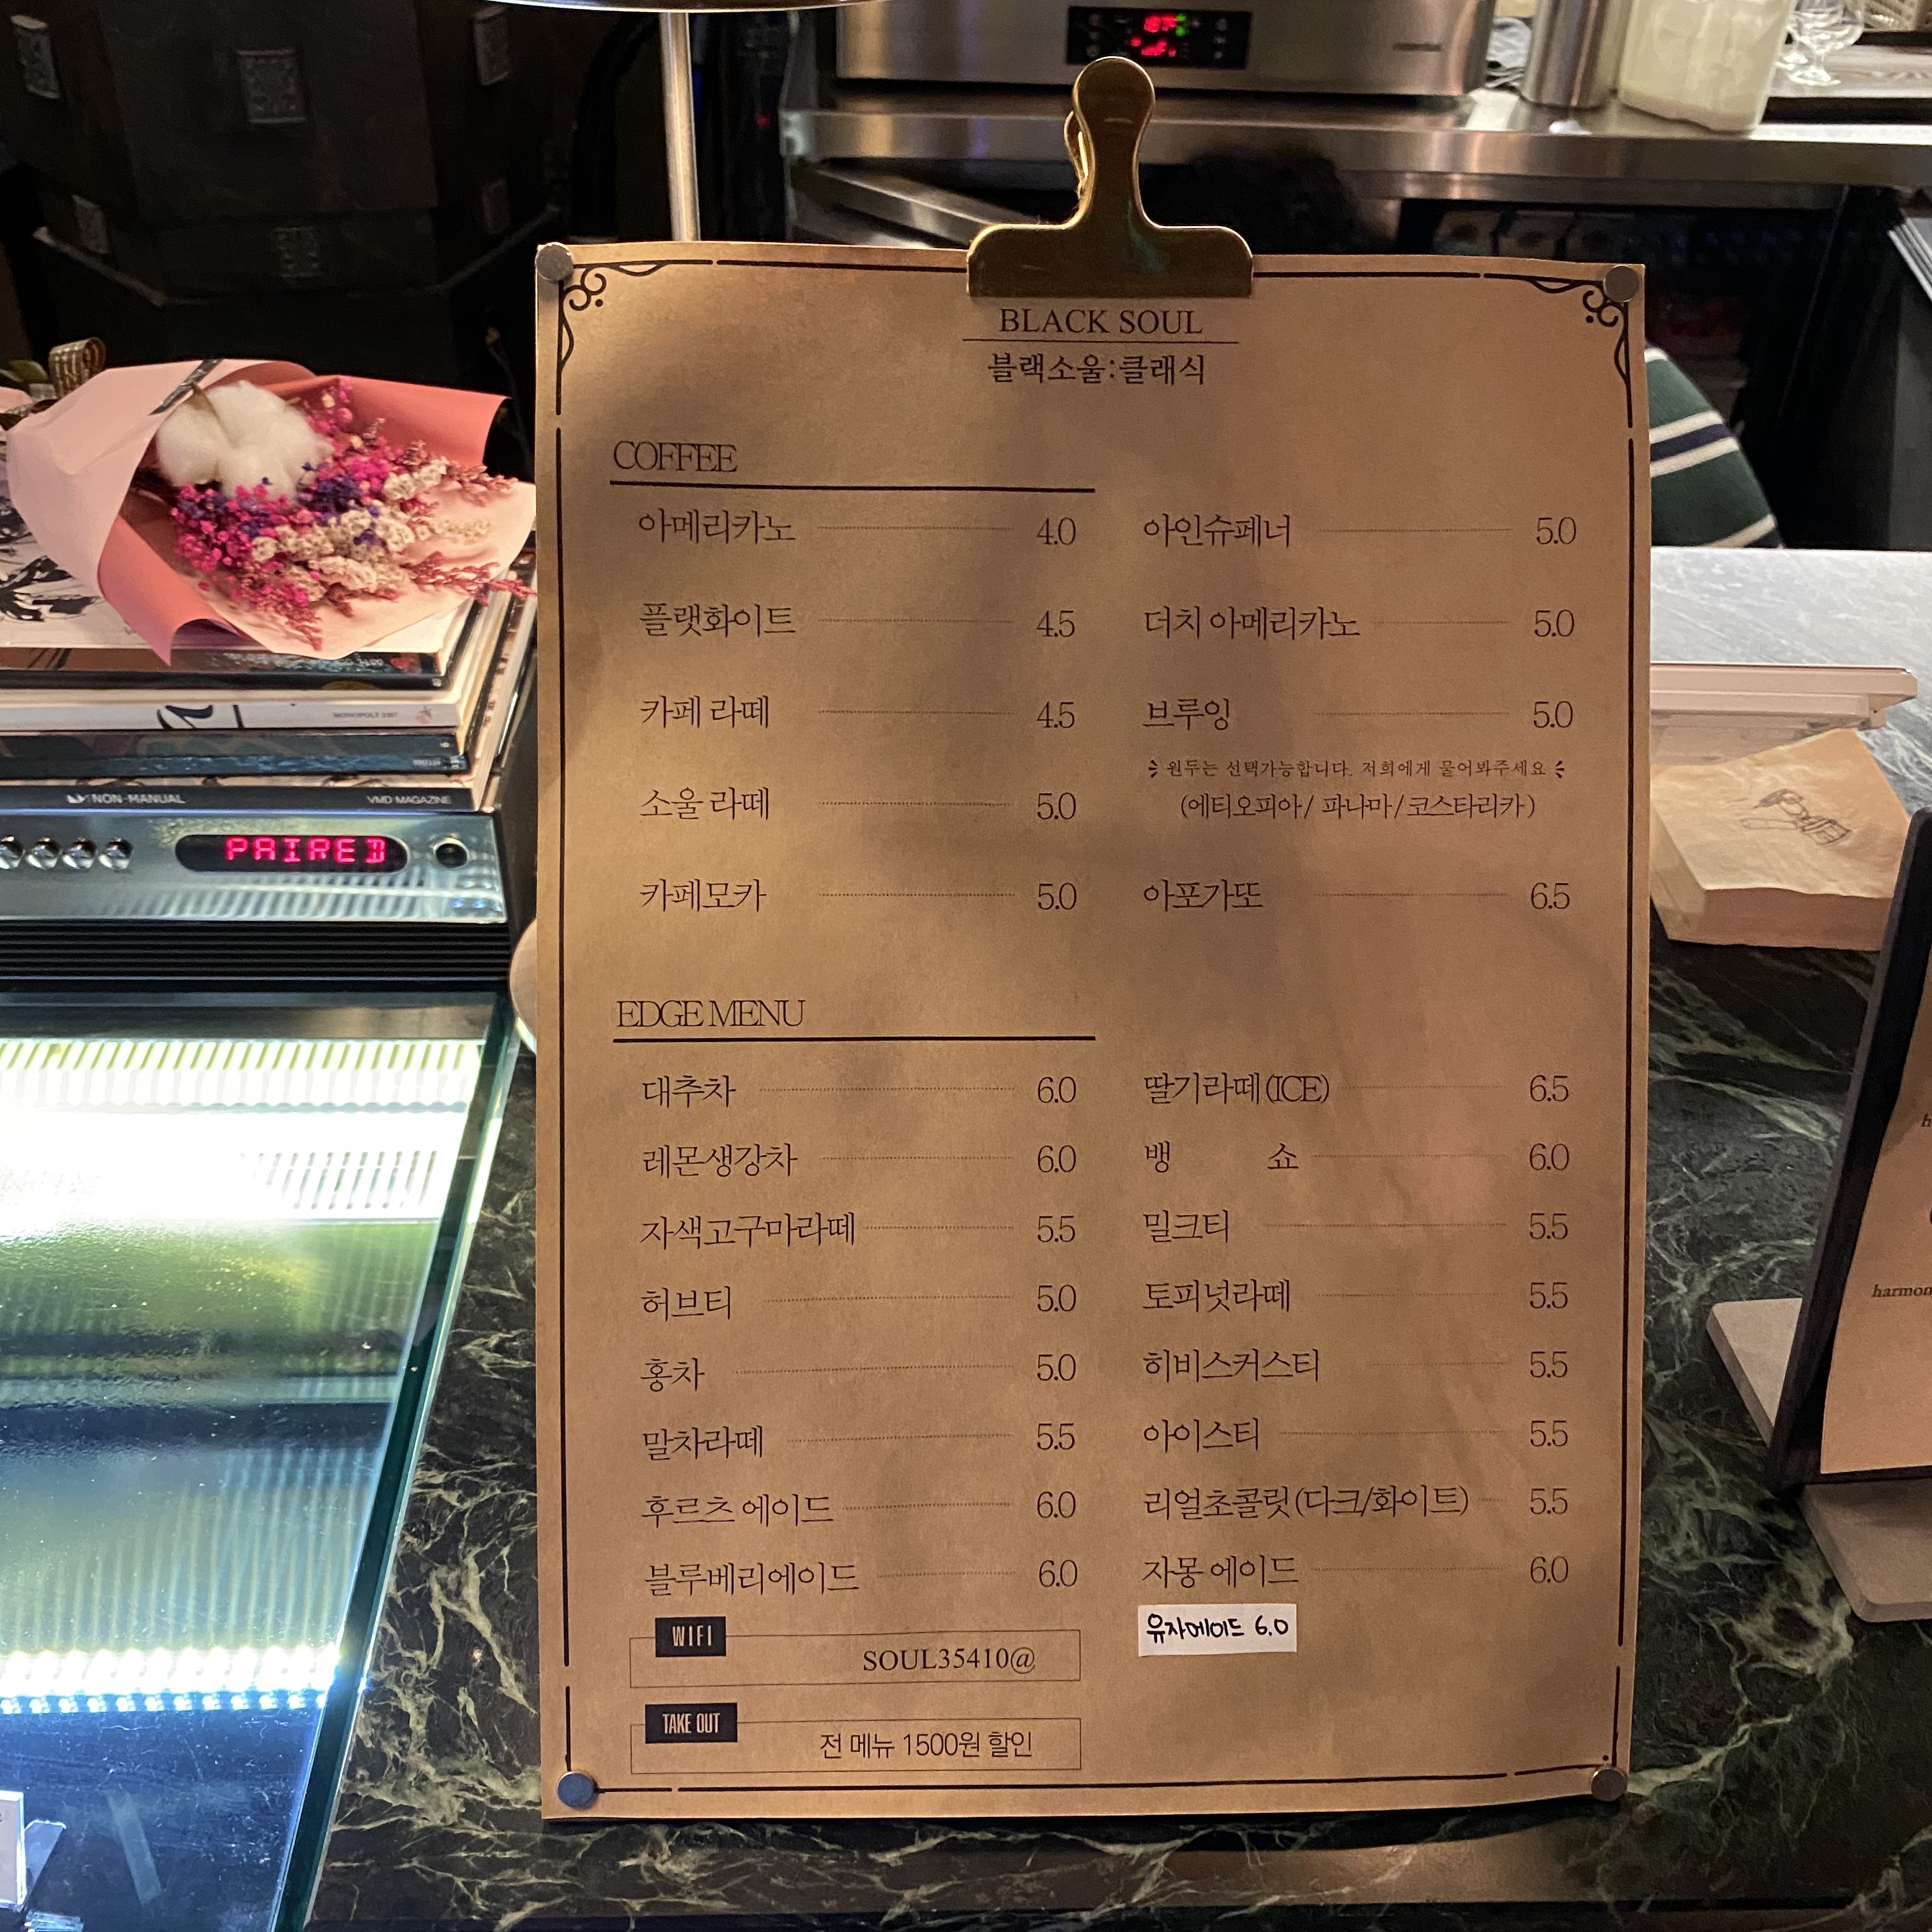 BLACK SOUL
블랙소울:클래식
COFFEE
아메리카노 4.0
플랫화이트 4.5
카페 라떼 4.5
소울 라떼 5.0
카페모카 5.0
아인슈페너 5.0
더치 아메리카노 5.0
브루잉 5.0
원두는 선택가능합니다. 저희에게 물어봐주세요
(에티오피아/ 파나마/코스타리카)
아포가또 6.5
EDGE MENU
대추차 6.0
레몬생강차 6.0
자색고구마라떼 5.5
허브티 5.0
홍차 5.0
말차라떼 5.5
후르츠 에이드 6.0
블루베리에이드 6.0
딸기라떼(ICE) 6.5
뱅 쇼 6.0
밀크티 5.5
토피넛라떼 5.5
히비스커스티 5.5
아이스티 5.5
리얼초콜릿(다크/화이트) 5.5
자몽 에이드 6.0
유자에이드 6.0
WIFI
SOUL35410@
TAKE OUT
전 메뉴 1500원 할인
MONOPOLY
NON-MANUAL
VMD MAGAZINE
PAIRED
harmon